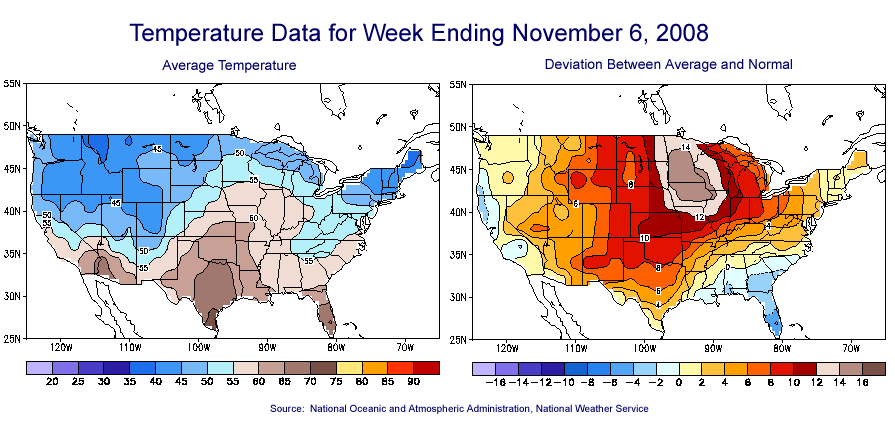 Temperature Data for Week Ending November 6, 2008
Average Temperature
Deviation Between Average and Normal
55N
50N
45N
40N
35N
30N
25N
120W 110W 100W 90W 80W 70W
45
50
55
60
45
50
55
50
55
55
20 25 30 35 40 45 50 55 60 65 70 75 80 85 90
55N
50N
45N
40N
35N
30N
25N
120W 110W 100W 90W 80W 70W
14
8
6
12
4
10
8
6
4
-16 -14 -12 -10 -8 -6 -4 -2 0 2 4 6 8 10 12 14 16
Source: National Oceanic and Atmospheric Administration, National Weather Service